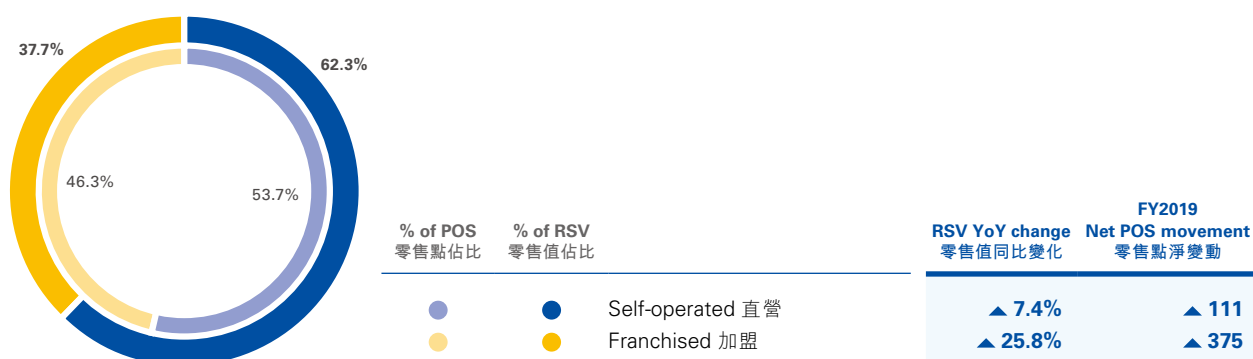 37.7%
62.3%
46.3%
53.7%
% of POS
零售點佔比
% of RSV
零售值佔比
RSV YoY change
零售值同比變化
FY2019
Net POS movement
零售點淨變動
Self-operated 直營
▲ 7.4%
▲ 111
Franchised 加盟
▲ 25.8%
▲ 375